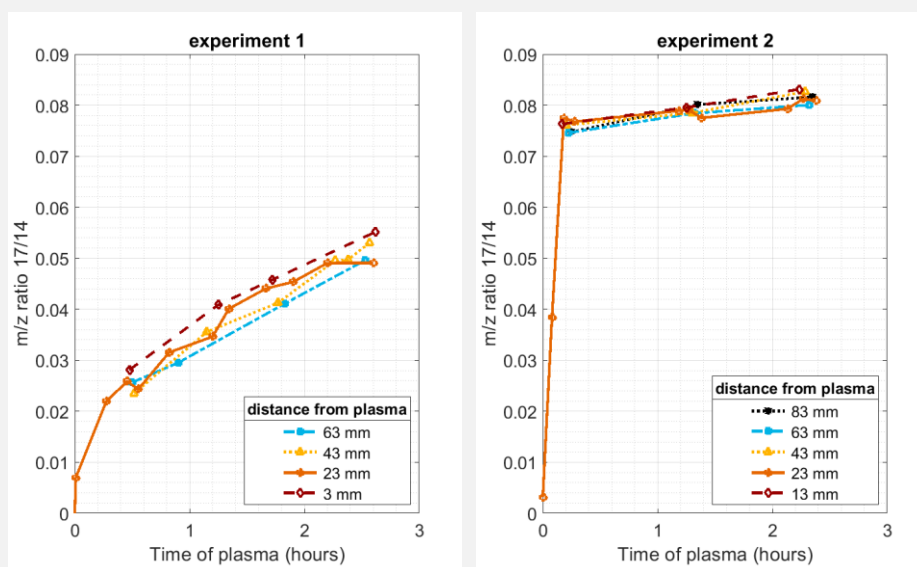 experiment 1
0.09
0.08
0.07
0.06
0.05
0.04
0.03
0.02
0.01
0
m/z ratio 17/14
0 1 2 3
Time of plasma (hours)
distance from plasma
63 mm
43 mm
23 mm
3 mm
experiment 2
0.09
0.08
0.07
0.06
0.05
0.04
0.03
0.02
0.01
0
m/z ratio 17/14
0 1 2 3
Time of plasma (hours)
distance from plasma
83 mm
63 mm
43 mm
23 mm
13 mm